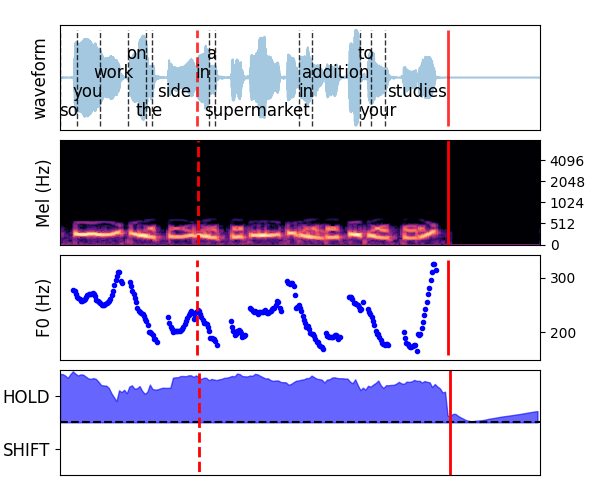 waveform
so you work on the side in a supermarket in addition to your studies
Mel (Hz)
4096
2048
1024
512
0
F0 (Hz)
300
200
HOLD
SHIFT